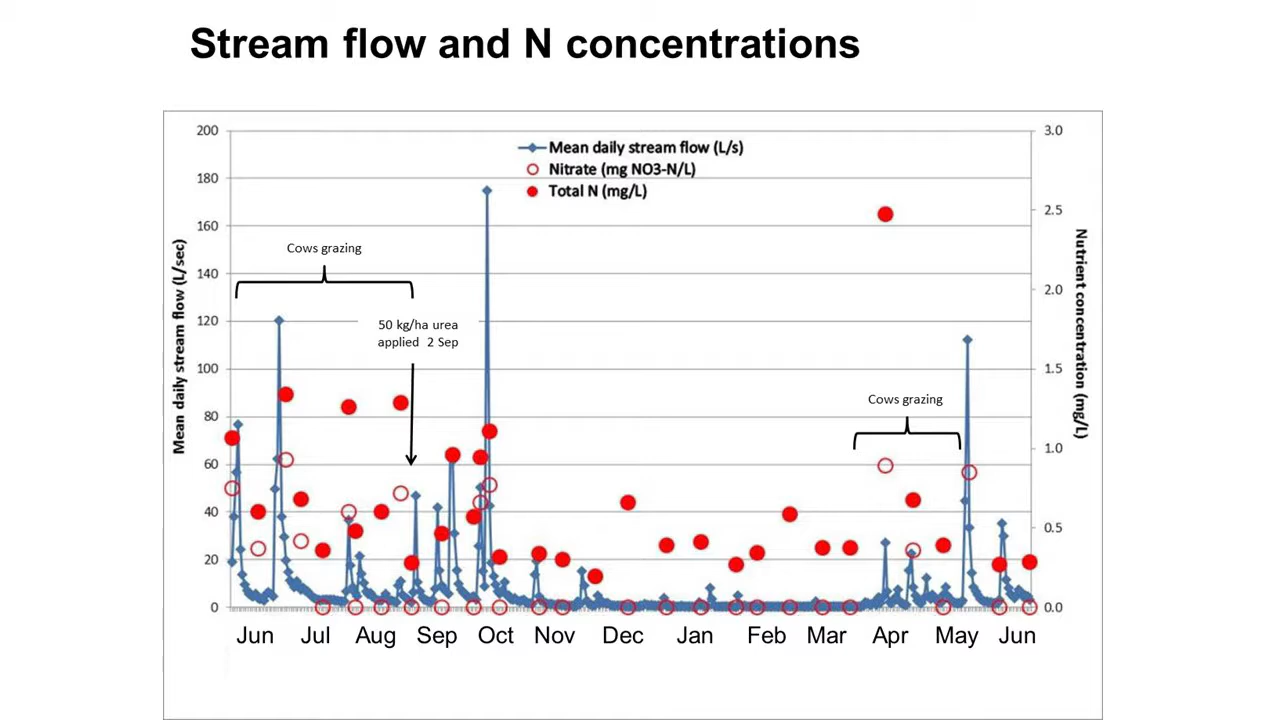 Stream flow and N concentrations
Mean daily stream flow (L/s)
Nitrate (mg NO3-N/L)
Total N (mg/L)
Cows grazing
50 kg/ha urea
applied 2 Sep
Cows grazing
Mean daily stream flow (L/sec)
200
180
160
140
120
100
80
60
40
20
0
Nutrient concentration (mg/L)
3.0
2.5
2.0
1.5
1.0
0.5
0.0
Jun Jul Aug Sep Oct Nov Dec Jan Feb Mar Apr May Jun